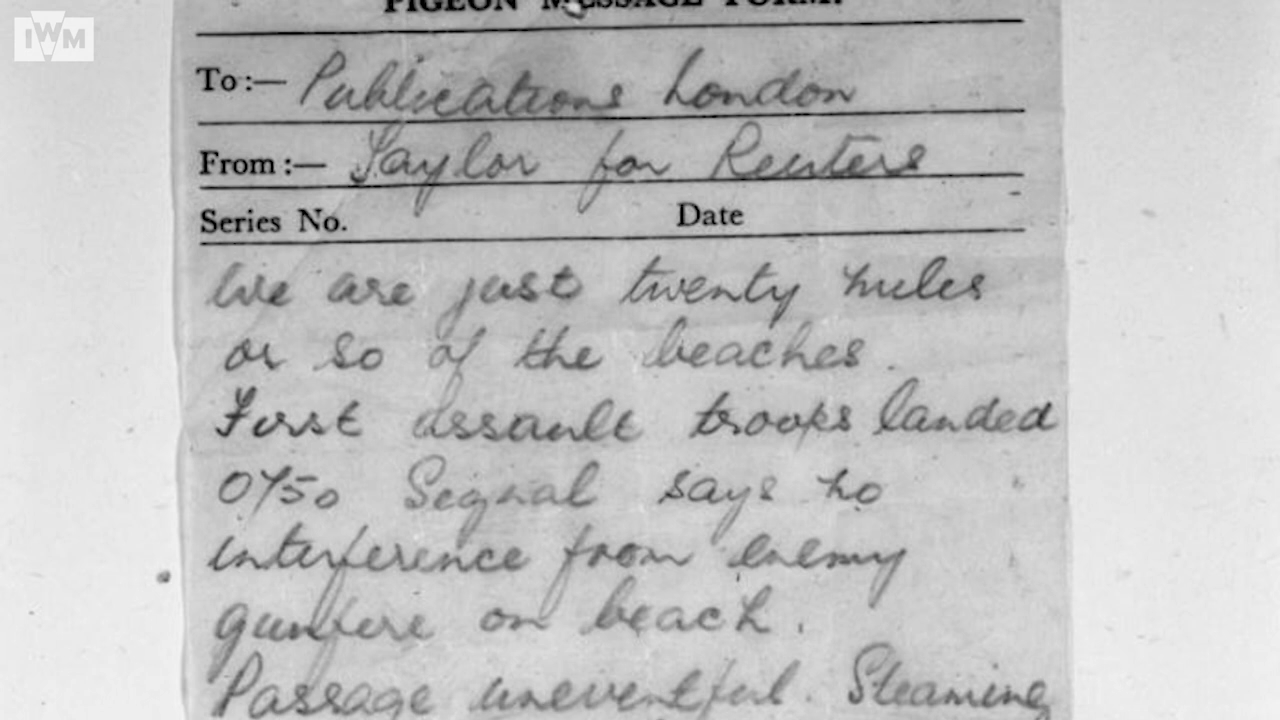 IWM
PIGEON MESSAGE FORM.
To :— Publications London
From :— Taylor for Reuters
Series No. Date
We are just twenty miles
or so of the beaches.
First assault troops landed
0750 Signal says no
interference from enemy
gunfire on beach.
Passage uneventful. Steaming